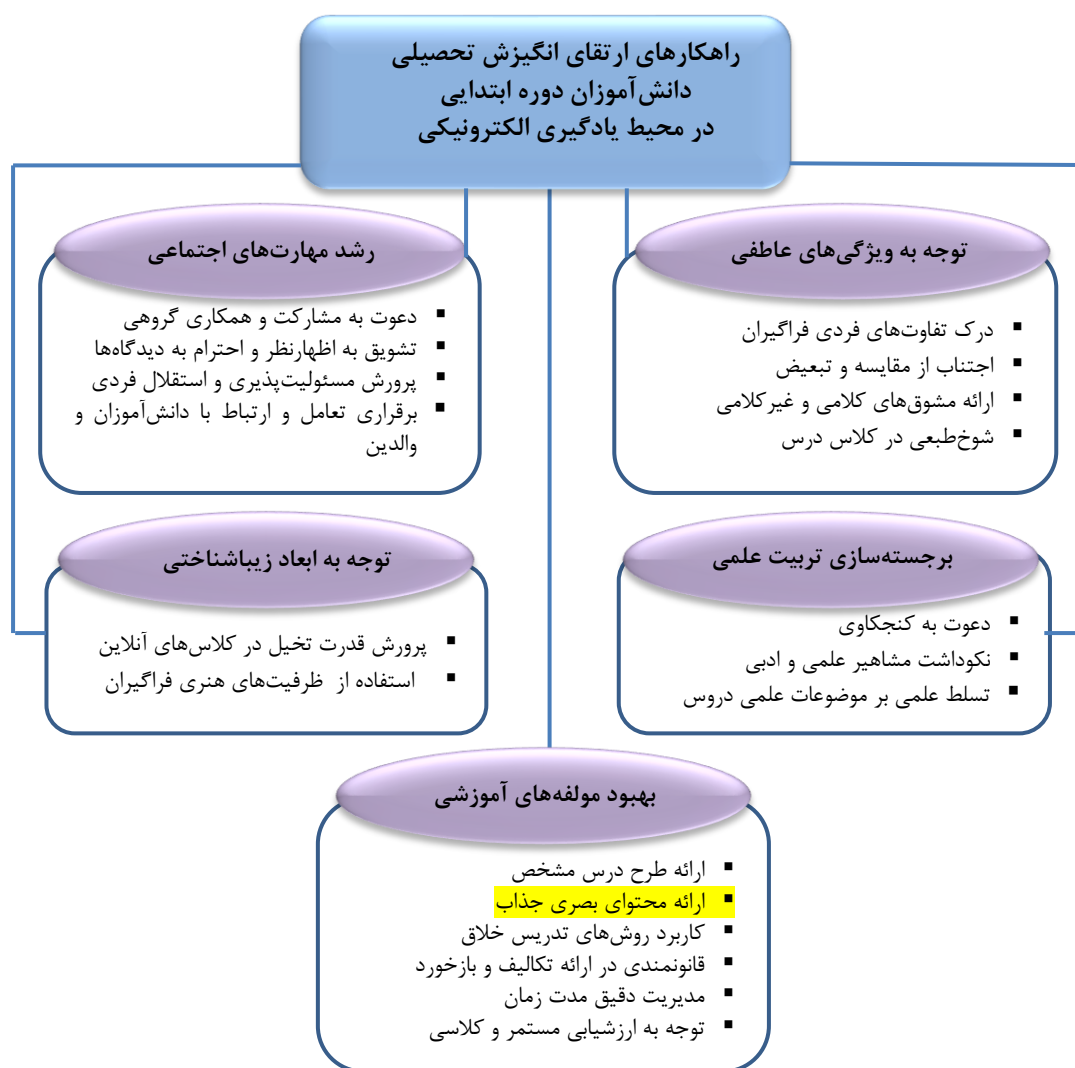 راهکارهای ارتقای انگیزش تحصیلی
دانش‌آموزان دوره ابتدایی
در محیط یادگیری الکترونیکی
توجه به ویژگی‌های عاطفی
▪ درک تفاوت‌های فردی فراگیران
▪ اجتناب از مقایسه و تبعیض
▪ ارائه مشوق‌های کلامی و غیرکلامی
▪ شوخ‌طبعی در کلاس درس
رشد مهارت‌های اجتماعی
▪ دعوت به مشارکت و همکاری گروهی
▪ تشویق به اظهارنظر و احترام به دیدگاه‌ها
▪ پرورش مسئولیت‌پذیری و استقلال فردی
▪ برقراری تعامل و ارتباط با دانش‌آموزان و
والدین
برجسته‌سازی تربیت علمی
▪ دعوت به کنجکاوی
▪ نکوداشت مشاهیر علمی و ادبی
▪ تسلط علمی بر موضوعات علمی دروس
توجه به ابعاد زیباشناختی
▪ پرورش قدرت تخیل در کلاس‌های آنلاین
▪ استفاده از ظرفیت‌های هنری فراگیران
بهبود مولفه‌های آموزشی
▪ ارائه طرح درس مشخص
▪ ارائه محتوای بصری جذاب
▪ کاربرد روش‌های تدریس خلاق
▪ قانونمندی در ارائه تکالیف و بازخورد
▪ مدیریت دقیق مدت زمان
▪ توجه به ارزشیابی مستمر و کلاسی